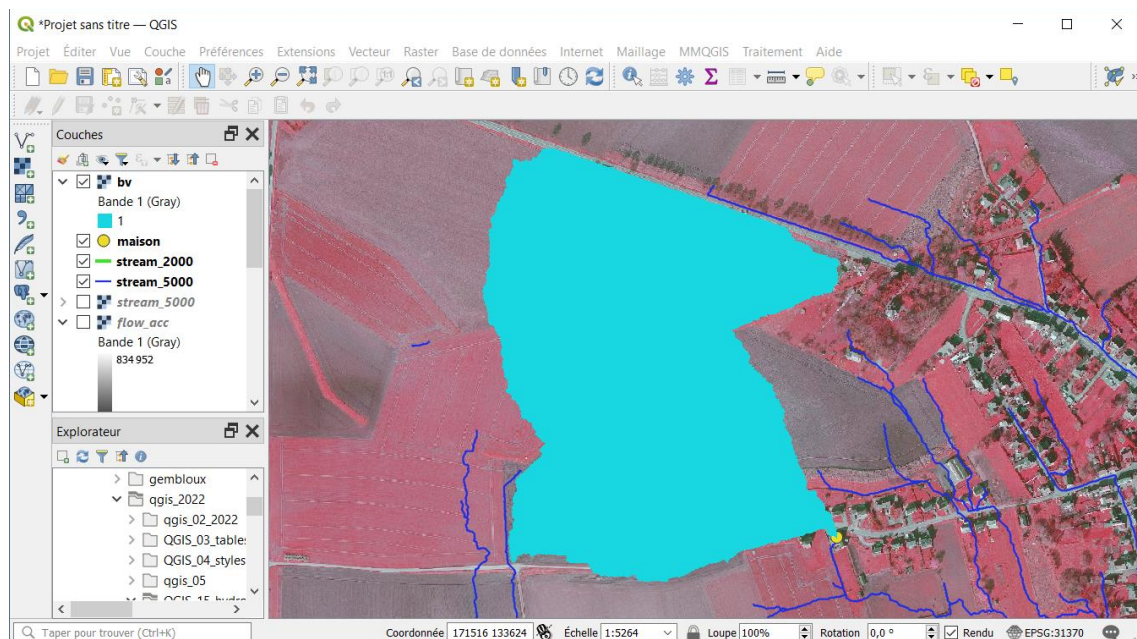 *Projet sans titre — QGIS
Projet Éditer Vue Couche Préférences Extensions Vecteur Raster Base de données Internet Maillage MMQGIS Traitement Aide
Couches
bv
Bande 1 (Gray)
1
maison
stream_2000
stream_5000
stream_5000
flow_acc
Bande 1 (Gray)
834 952
Explorateur
gembloux
qgis_2022
qgis_02_2022
QGIS_03_table
QGIS_04_styles
qgis_05
Taper pour trouver (Ctrl+K)
Coordonnée 171516 133624 Échelle 1:5264 Loupe 100% Rotation 0,0 ° Rendu EPSG:31370